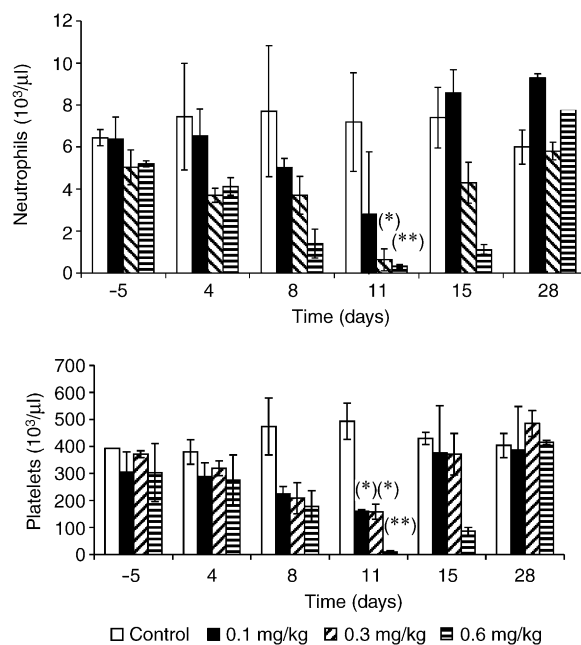 12
10
8
6
4
2
0
Neutrophils (10³/µl)
(*)
(**)
–5 4 8 11 15 28
Time (days)
700
600
500
400
300
200
100
0
Platelets (10³/µl)
(*)(*)
(**)
–5 4 8 11 15 28
Time (days)
Control 0.1 mg/kg 0.3 mg/kg 0.6 mg/kg